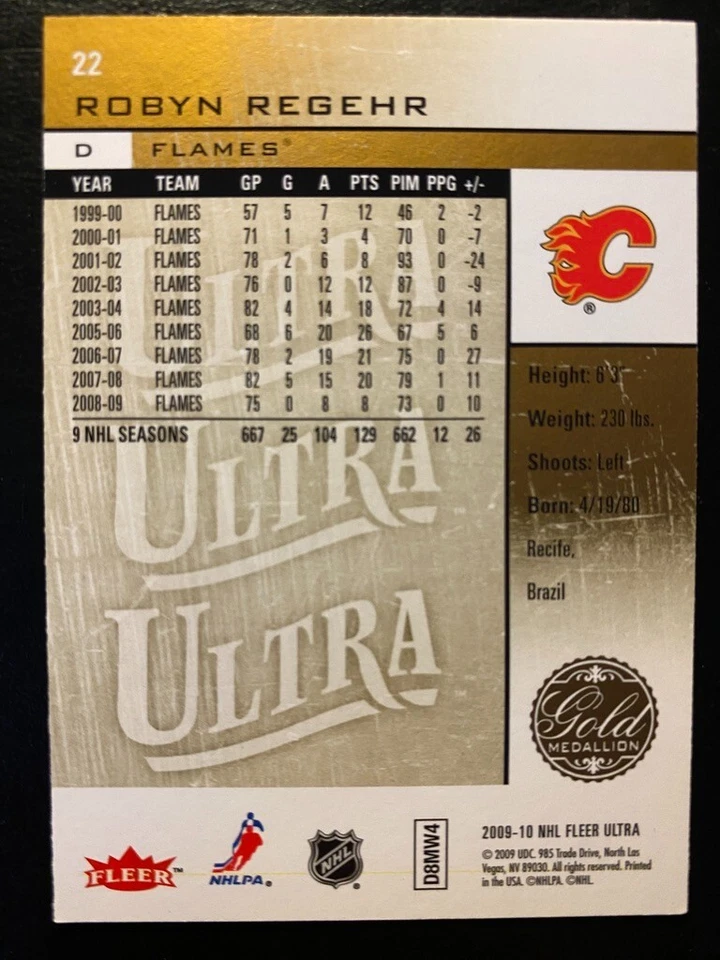 22
ROBYN REGEHR
D FLAMES®
YEAR TEAM GP G A PTS PIM PPG +/-
1999-00 FLAMES 57 5 7 12 46 2 -2
2000-01 FLAMES 71 1 3 4 70 0 -7
2001-02 FLAMES 78 2 6 8 93 0 -24
2002-03 FLAMES 76 0 12 12 87 0 -9
2003-04 FLAMES 82 4 14 18 72 4 14
2005-06 FLAMES 68 6 20 26 67 5 6
2006-07 FLAMES 78 2 19 21 75 0 27
2007-08 FLAMES 82 5 15 20 79 1 11
2008-09 FLAMES 75 0 8 8 73 0 10
9 NHL SEASONS 667 25 104 129 662 12 26
C
®
Height: 6'3"
Weight: 230 lbs.
Shoots: Left
Born: 4/19/80
Recife,
Brazil
ULTRA
ULTRA
ULTRA™
Gold
MEDALLION
FLEER™
NHLPA®
NHL
D8MW4
2009-10 NHL FLEER ULTRA
© 2009 UDC. 985 Trade Drive, North Las
Vegas, NV 89030. All rights reserved. Printed
in the USA. ©NHLPA. ©NHL.